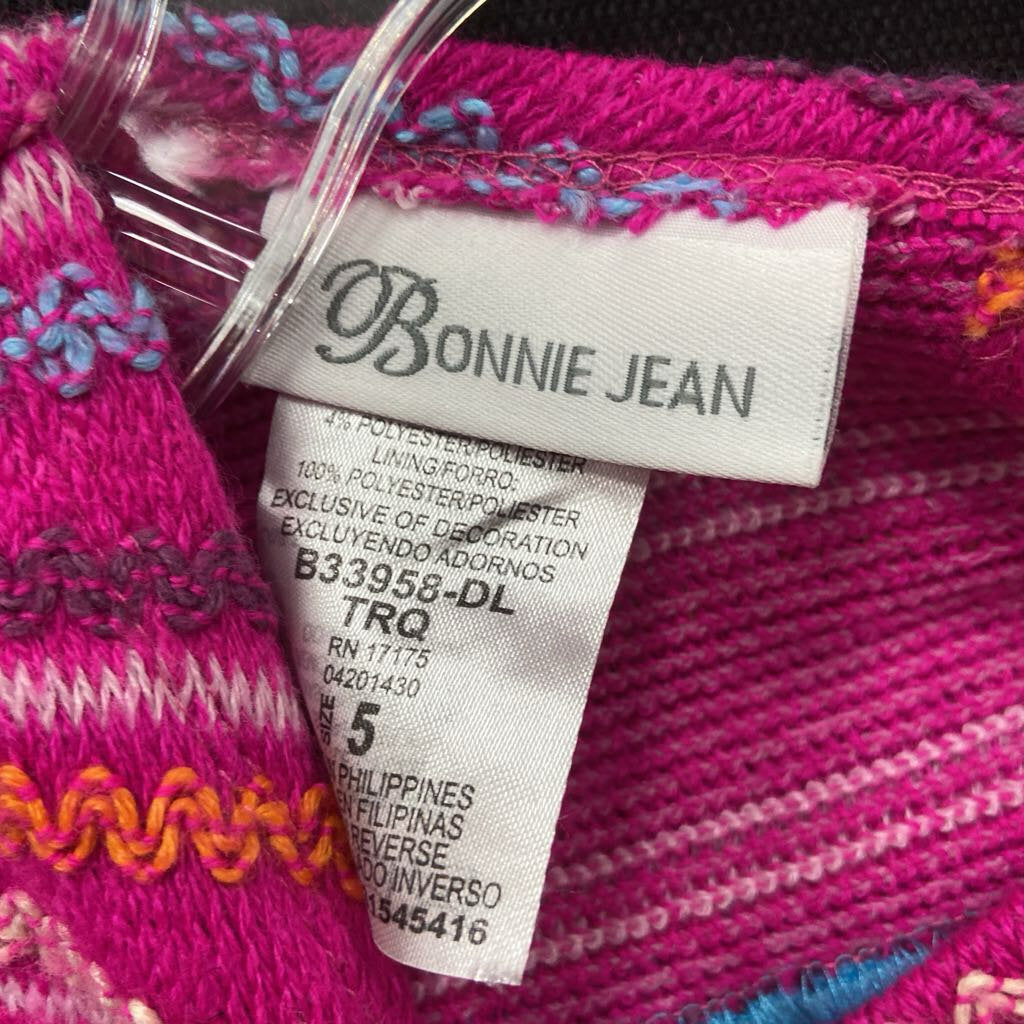 BONNIE JEAN
4% POLYESTER/POLIESTER
LINING/FORRO:
100% POLYESTER/POLIESTER
EXCLUSIVE OF DECORATION
EXCLUYENDO ADORNOS
B33958-DL
TRQ
RN 17175
04201430
SIZE 5
PHILIPPINES
EN FILIPINAS
REVERSE
INVERSO
1545416